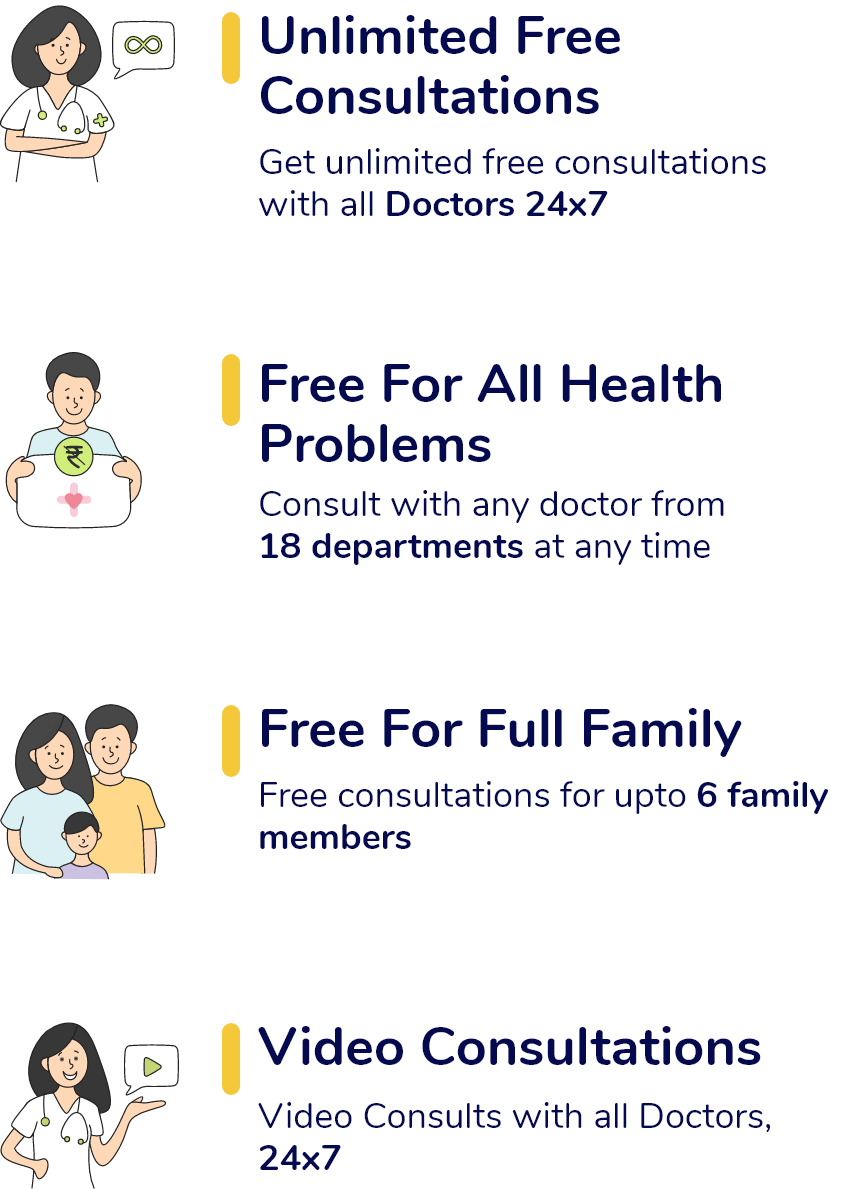 Unlimited Free
Consultations
Get unlimited free consultations
with all Doctors 24x7
Free For All Health
Problems
₹
Consult with any doctor from
18 departments at any time
Free For Full Family
Free consultations for upto 6 family
members
Video Consultations
Video Consults with all Doctors,
24x7